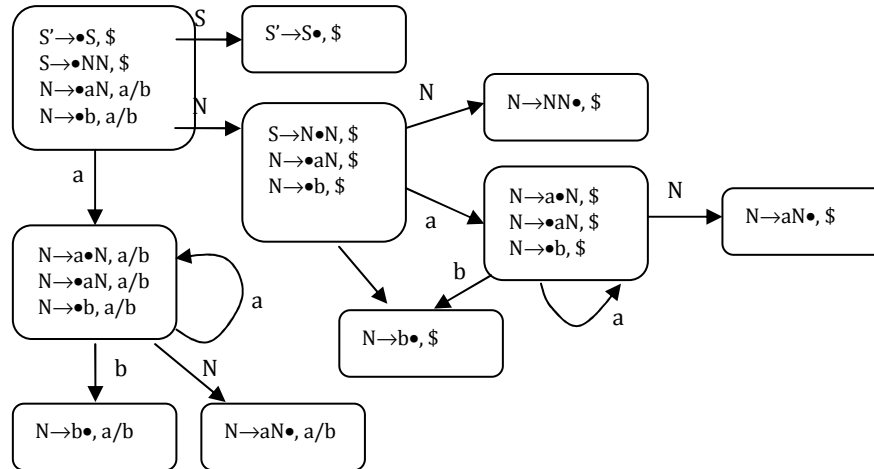 S
S'→•S, $
S→•NN, $
N→•aN, a/b
N→•b, a/b
S'→S•, $
N
N
N→NN•, $
S→N•N, $
N→•aN, $
N→•b, $
a
a
N→a•N, $
N→•aN, $
N→•b, $
N
N→aN•, $
N→a•N, a/b
N→•aN, a/b
N→•b, a/b
a
b
a
N→b•, $
b
N
N→b•, a/b
N→aN•, a/b